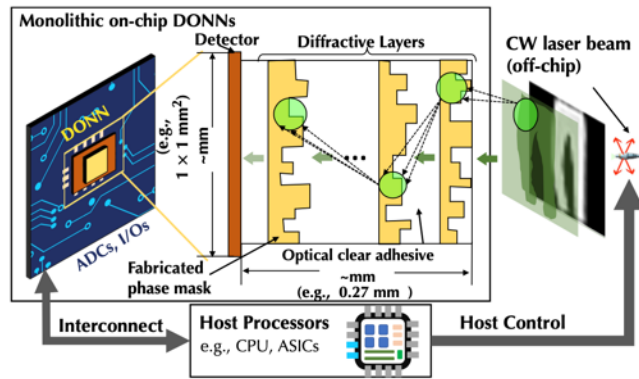 Monolithic on-chip DONNs
Detector
Diffractive Layers
CW laser beam
(off-chip)
DONN
(e.g.,
1 × 1 mm²)
~mm
ADCs, I/Os
Fabricated
phase mask
Optical clear adhesive
~mm
(e.g., 0.27 mm )
Interconnect
Host Processors
e.g., CPU, ASICs
Host Control